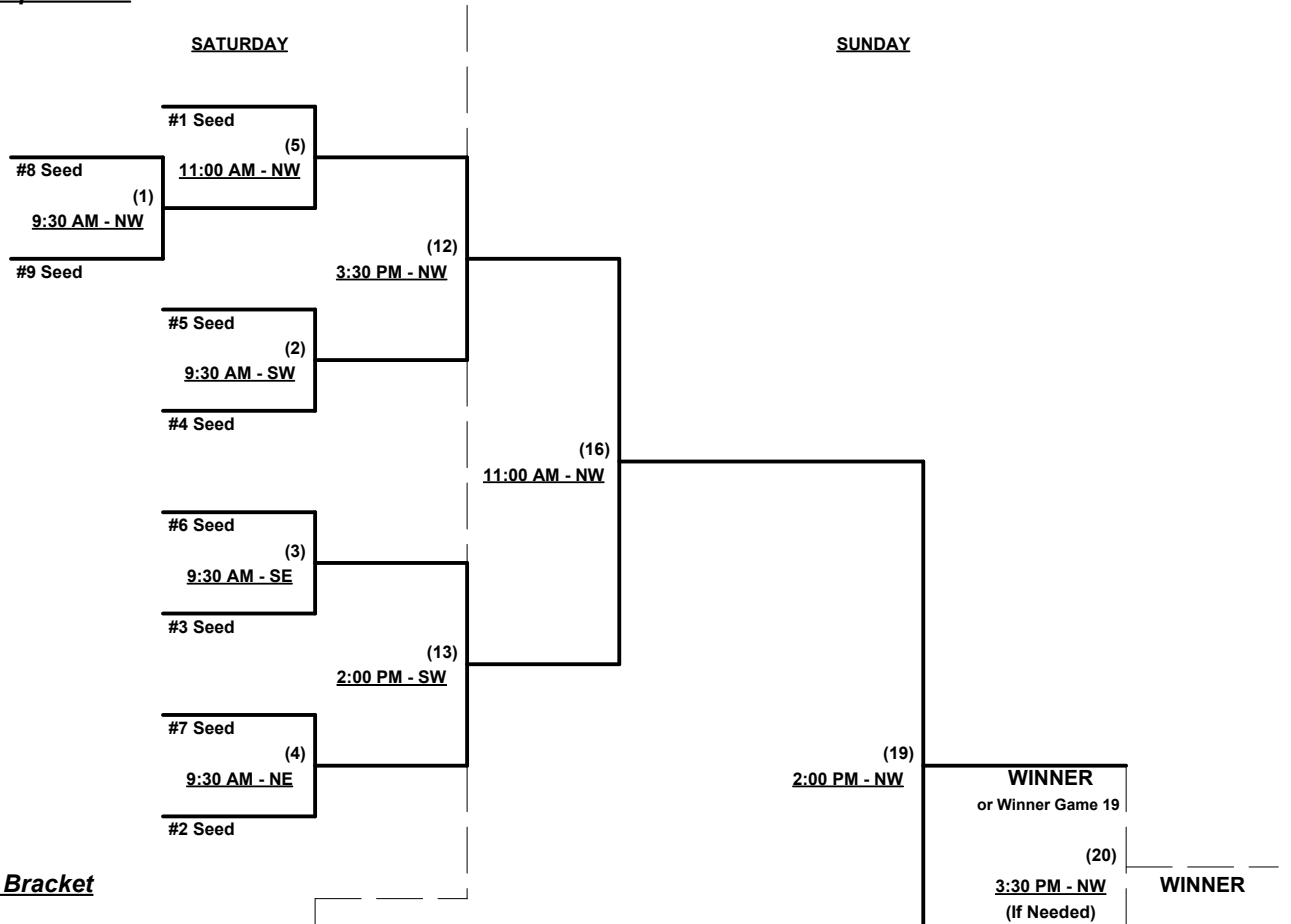 SATURDAY
SUNDAY
#1 Seed
(5)
11:00 AM - NW
#8 Seed
(1)
9:30 AM - NW
#9 Seed
(12)
3:30 PM - NW
#5 Seed
(2)
9:30 AM - SW
#4 Seed
(16)
11:00 AM - NW
#6 Seed
(3)
9:30 AM - SE
#3 Seed
(13)
2:00 PM - SW
#7 Seed
(4)
9:30 AM - NE
#2 Seed
(19)
2:00 PM - NW
WINNER
or Winner Game 19
(20)
3:30 PM - NW
(If Needed)
WINNER
Bracket